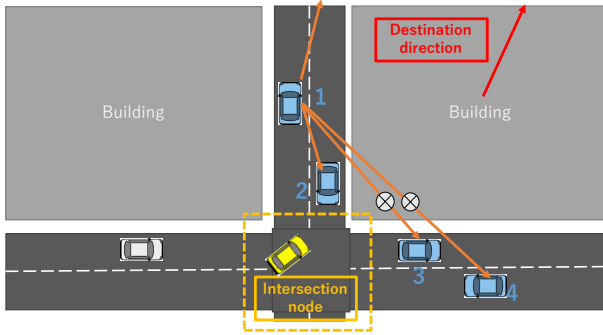 Destination
direction
Building
1
Building
2
3
4
Intersection
node